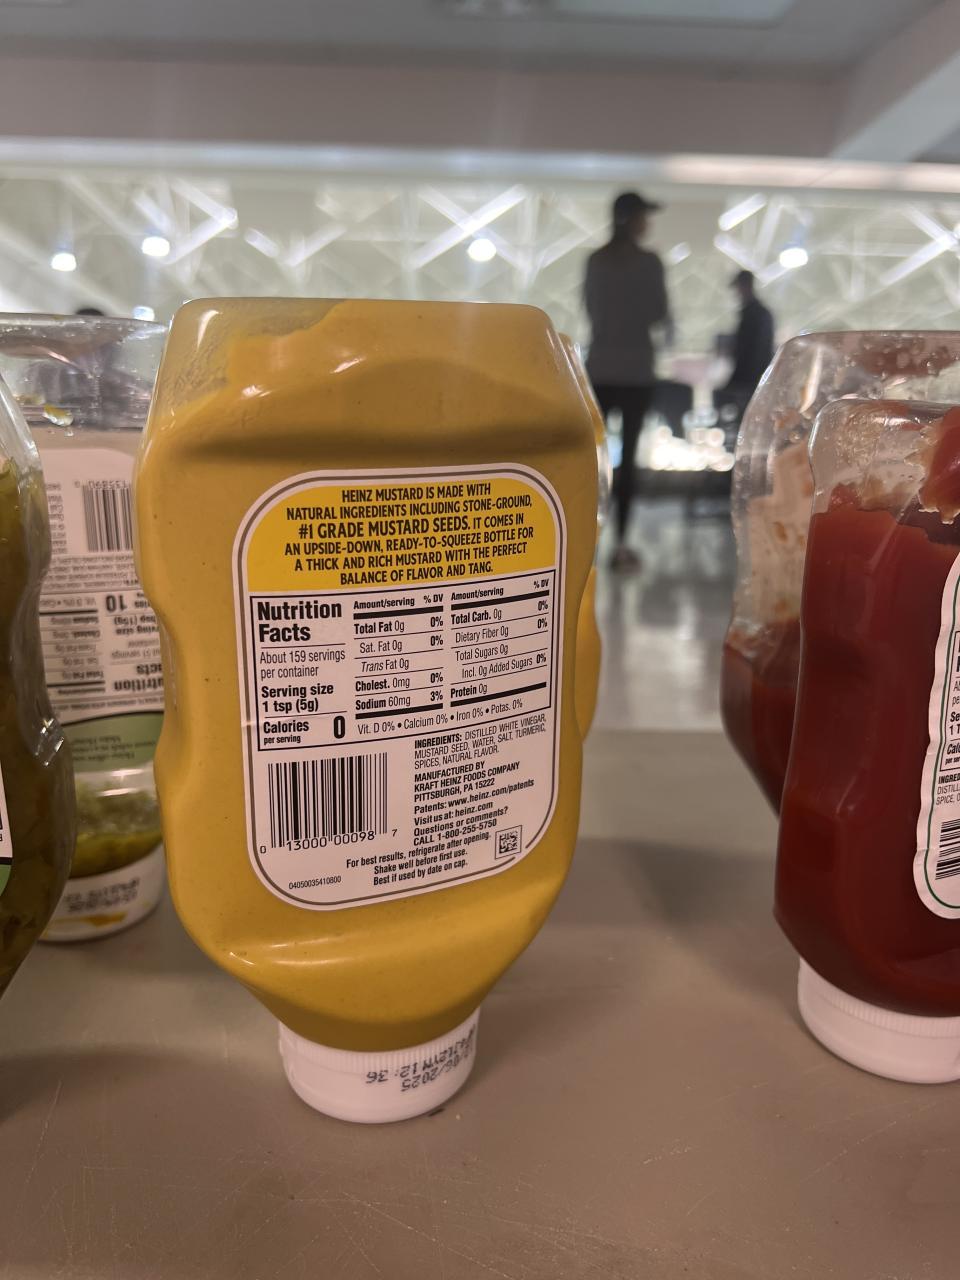 HEINZ MUSTARD IS MADE WITH
NATURAL INGREDIENTS INCLUDING STONE-GROUND,
#1 GRADE MUSTARD SEEDS. IT COMES IN
AN UPSIDE-DOWN, READY-TO-SQUEEZE BOTTLE FOR
A THICK AND RICH MUSTARD WITH THE PERFECT
BALANCE OF FLAVOR AND TANG.
Nutrition
Facts
About 159 servings
per container
Serving size
1 tsp (5g)
Calories 0
per serving
Amount/serving % DV
Total Fat 0g 0%
Sat. Fat 0g 0%
Trans Fat 0g
Cholest. 0mg 0%
Sodium 60mg 3%
Amount/serving % DV
Total Carb. 0g 0%
Dietary Fiber 0g 0%
Total Sugars 0g
Incl. 0g Added Sugars 0%
Protein 0g
Vit. D 0% • Calcium 0% • Iron 0% • Potas. 0%
INGREDIENTS: DISTILLED WHITE VINEGAR,
MUSTARD SEED, WATER, SALT, TURMERIC,
SPICES, NATURAL FLAVOR.
MANUFACTURED BY
KRAFT HEINZ FOODS COMPANY
PITTSBURGH, PA 15222
Patents: www.heinz.com/patents
Visit us at: heinz.com
Questions or comments?
CALL 1-800-255-5750
0 13000 00098 7
For best results, refrigerate after opening.
Shake well before first use.
Best if used by date on cap.
04050035410800
12:36